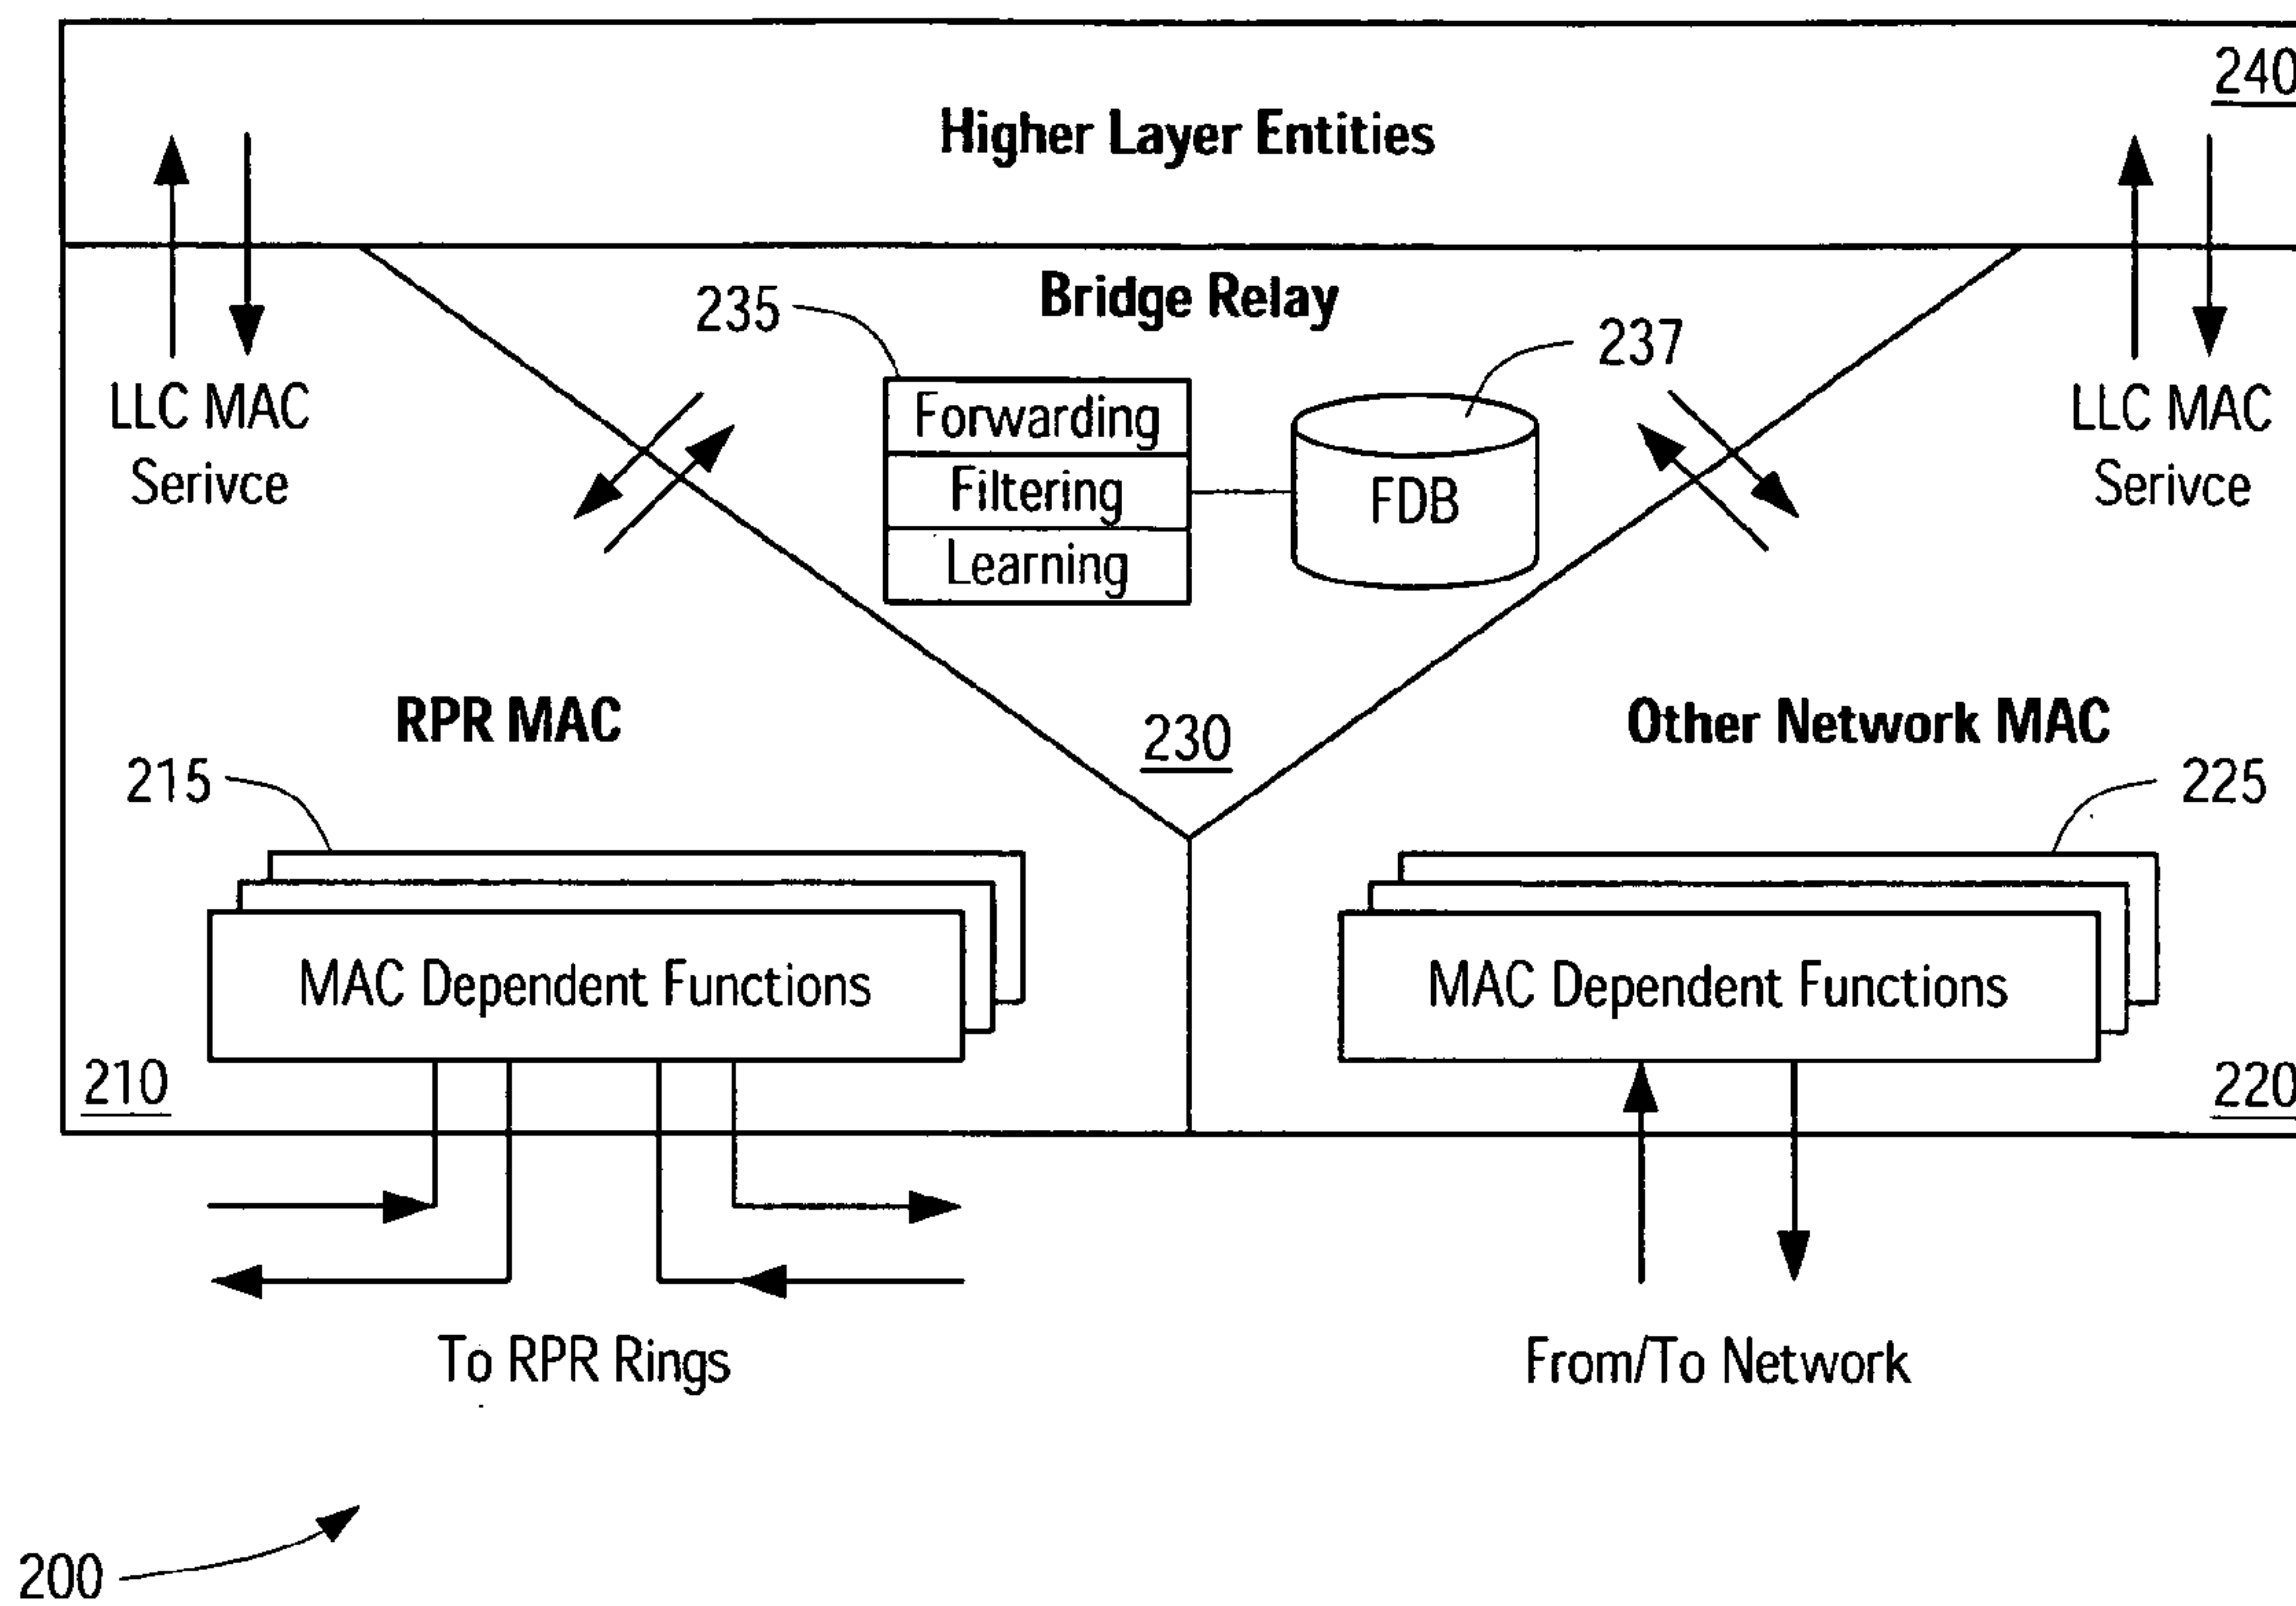 240
Higher Layer Entities
Bridge Relay
235
237
LLC MAC
Serivce
Forwarding
Filtering
Learning
FDB
LLC MAC
Serivce
RPR MAC
230
Other Network MAC
215
225
MAC Dependent Functions
MAC Dependent Functions
210
220
To RPR Rings
From/To Network
200